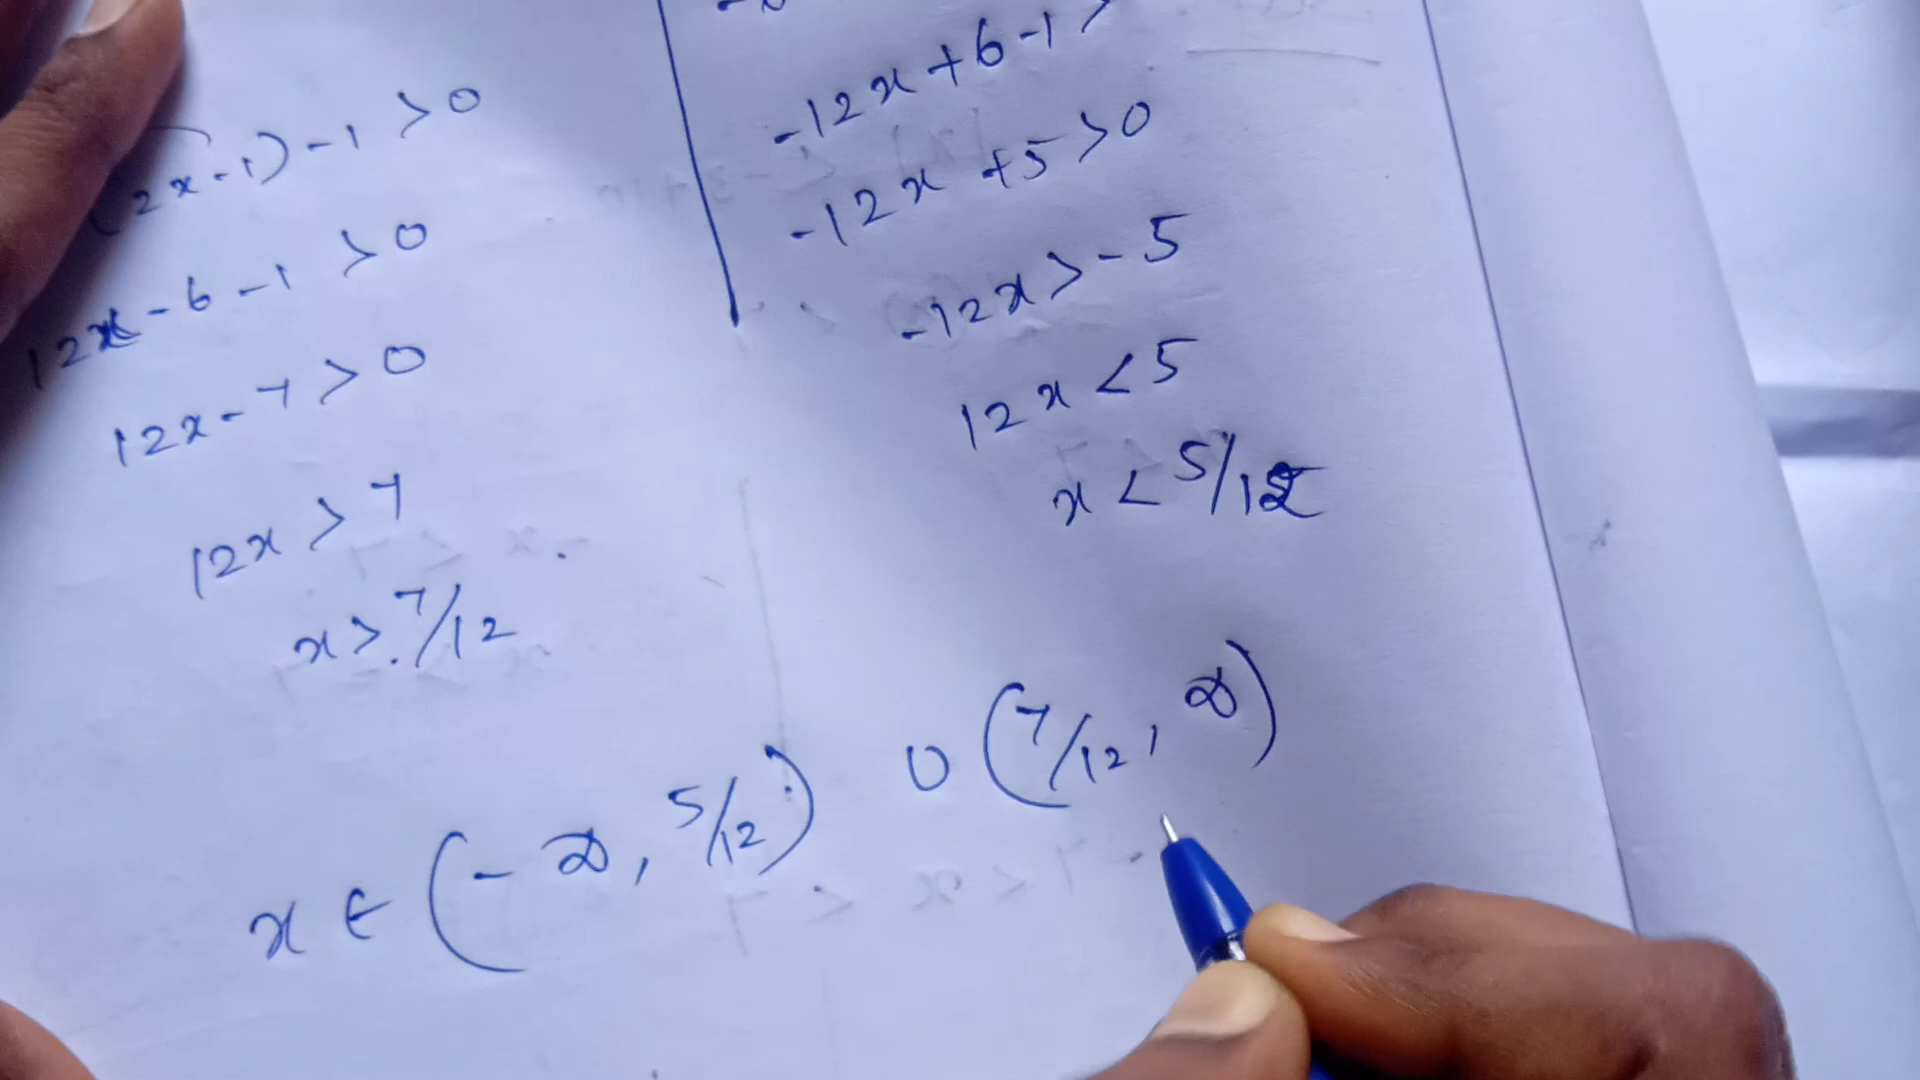 (2x-1)-1>0
12x-6-1>0
12x-7>0
12x>7
x>7/12
-12x+6-1>
-12x+5>0
-12x>-5
12x<5
x<5/12
x∈(-∞, 5/12) ∪ (7/12, ∞)